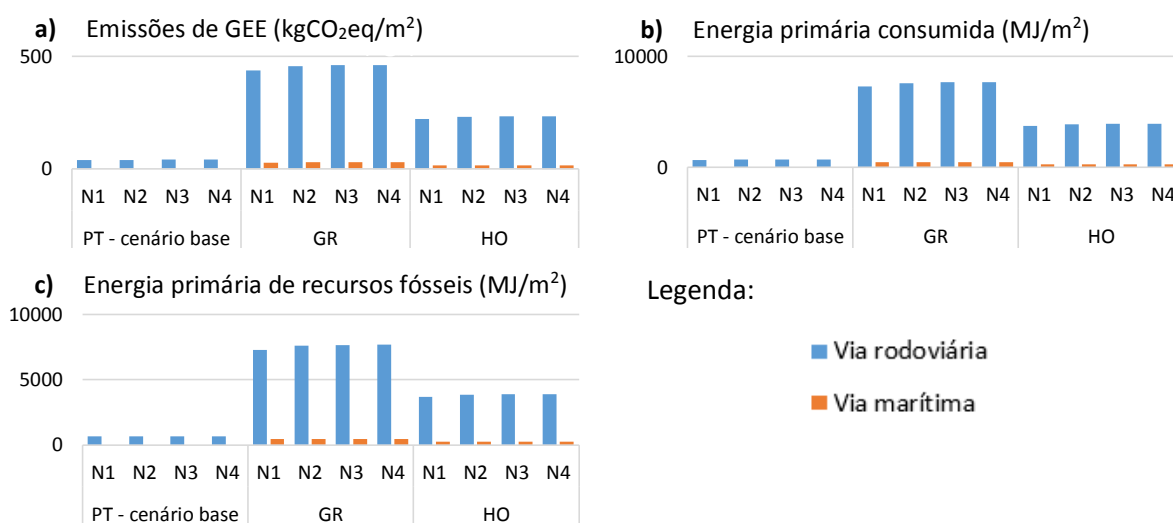 a) Emissões de GEE (kgCO₂eq/m²)
500
0
N1 N2 N3 N4 N1 N2 N3 N4 N1 N2 N3 N4
PT - cenário base GR HO
b) Energia primária consumida (MJ/m²)
10000
0
N1 N2 N3 N4 N1 N2 N3 N4 N1 N2 N3 N4
PT - cenário base GR HO
c) Energia primária de recursos fósseis (MJ/m²)
10000
5000
0
N1 N2 N3 N4 N1 N2 N3 N4 N1 N2 N3 N4
PT - cenário base GR HO
Legenda:
Via rodoviária
Via marítima